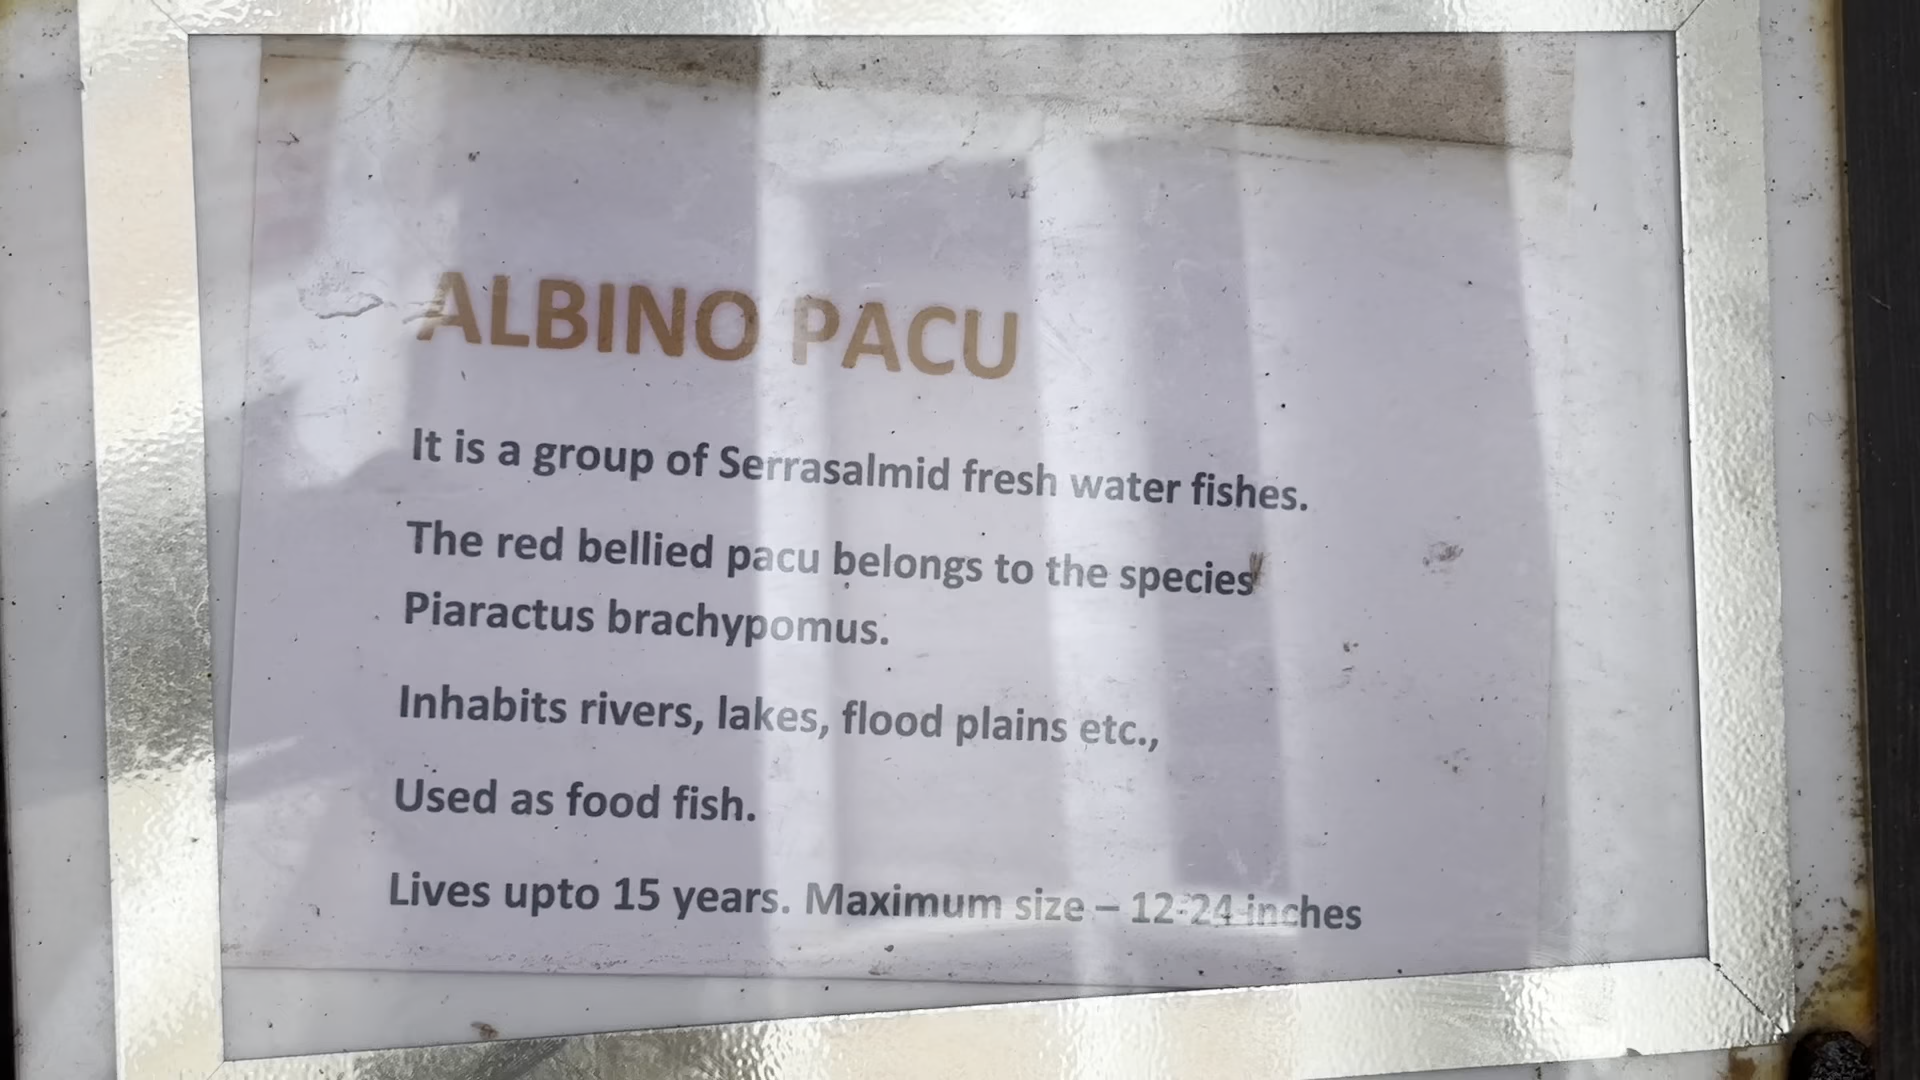 ALBINO PACU
It is a group of Serrasalmid fresh water fishes.
The red bellied pacu belongs to the species
Piaractus brachypomus.
Inhabits rivers, lakes, flood plains etc.,
Used as food fish.
Lives upto 15 years. Maximum size – 12-24 inches